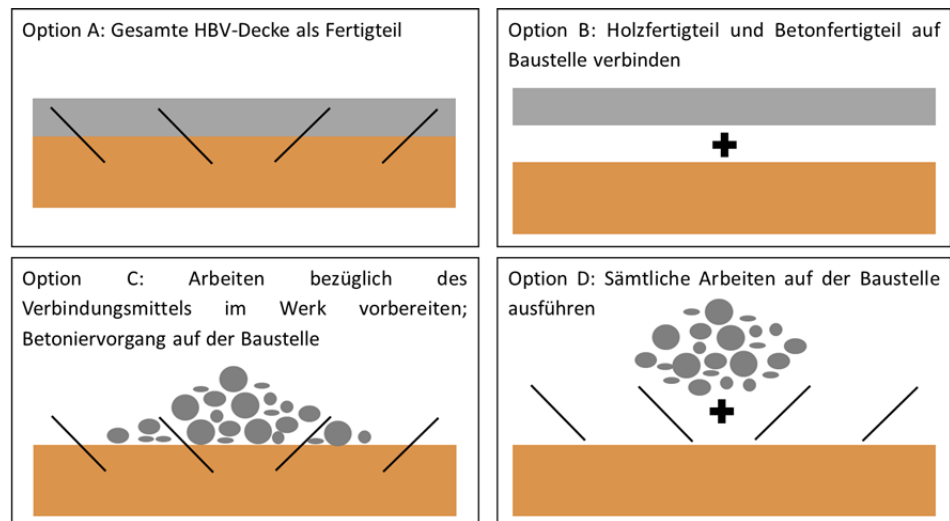 Option A: Gesamte HBV-Decke als Fertigteil
Option B: Holzfertigteil und Betonfertigteil auf
Baustelle verbinden
Option C: Arbeiten bezüglich des
Verbindungsmittels im Werk vorbereiten;
Betoniervorgang auf der Baustelle
Option D: Sämtliche Arbeiten auf der Baustelle
ausführen